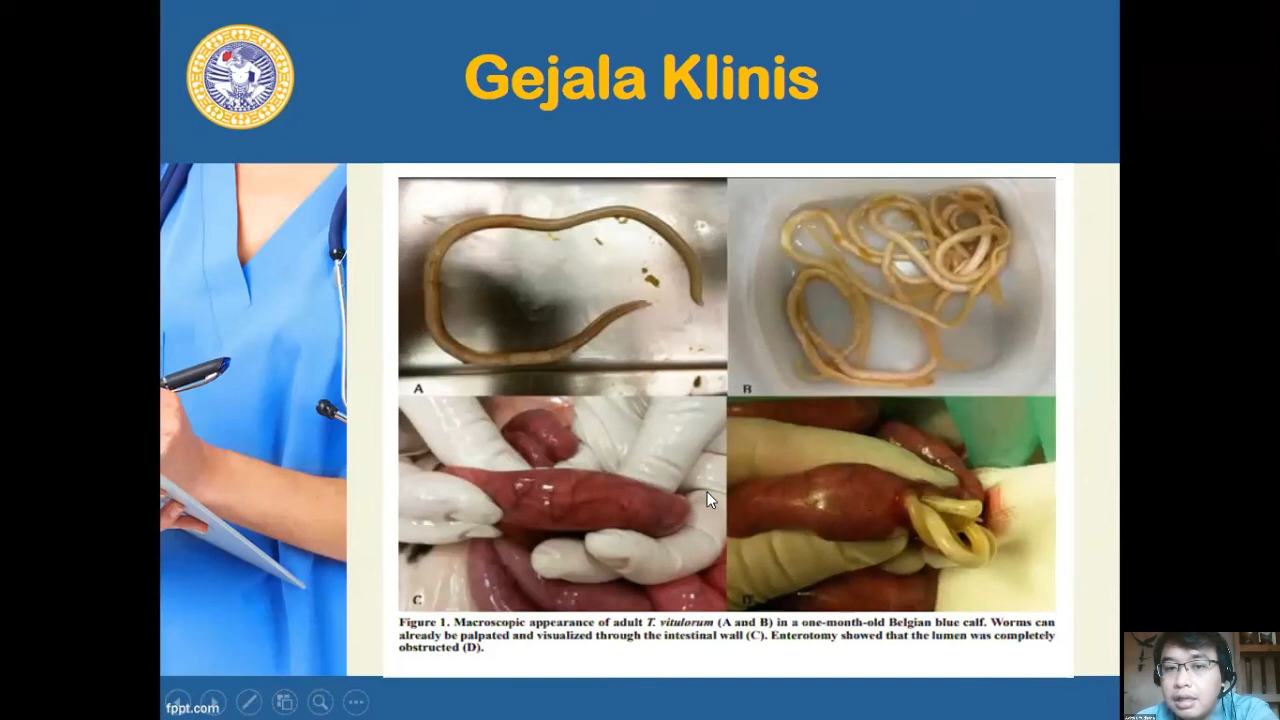 Gejala Klinis
A
B
C
D
Figure 1. Macroscopic appearance of adult T. vitulorum (A and B) in a one-month-old Belgian blue calf. Worms can
already be palpated and visualized through the intestinal wall (C). Enterotomy showed that the lumen was completely
obstructed (D).
fppt.com